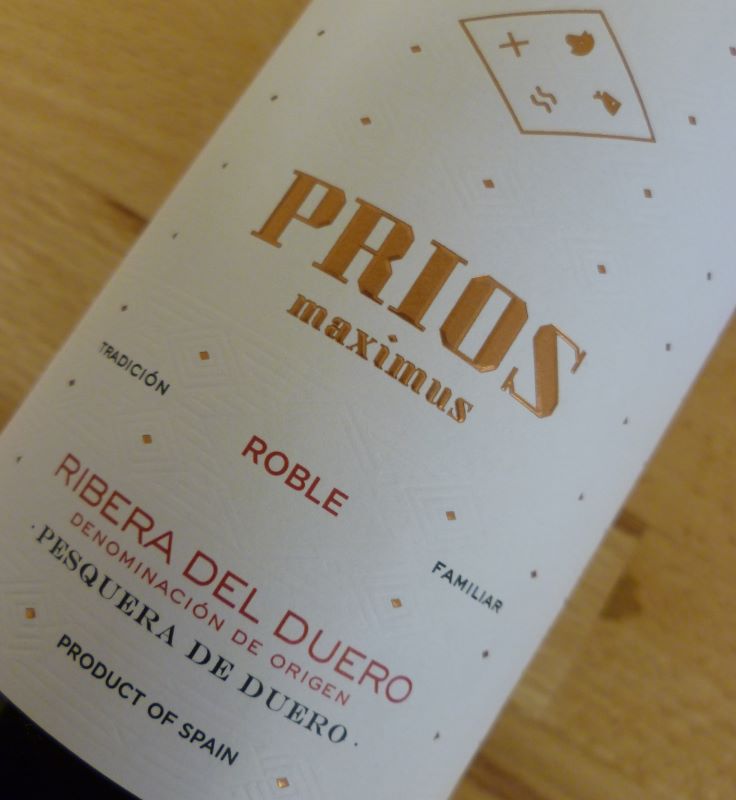 PRIOS
maximus
TRADICIÓN
ROBLE
FAMILIAR
RIBERA DEL DUERO
DENOMINACIÓN DE ORIGEN
·PESQUERA DE DUERO·
PRODUCT OF SPAIN